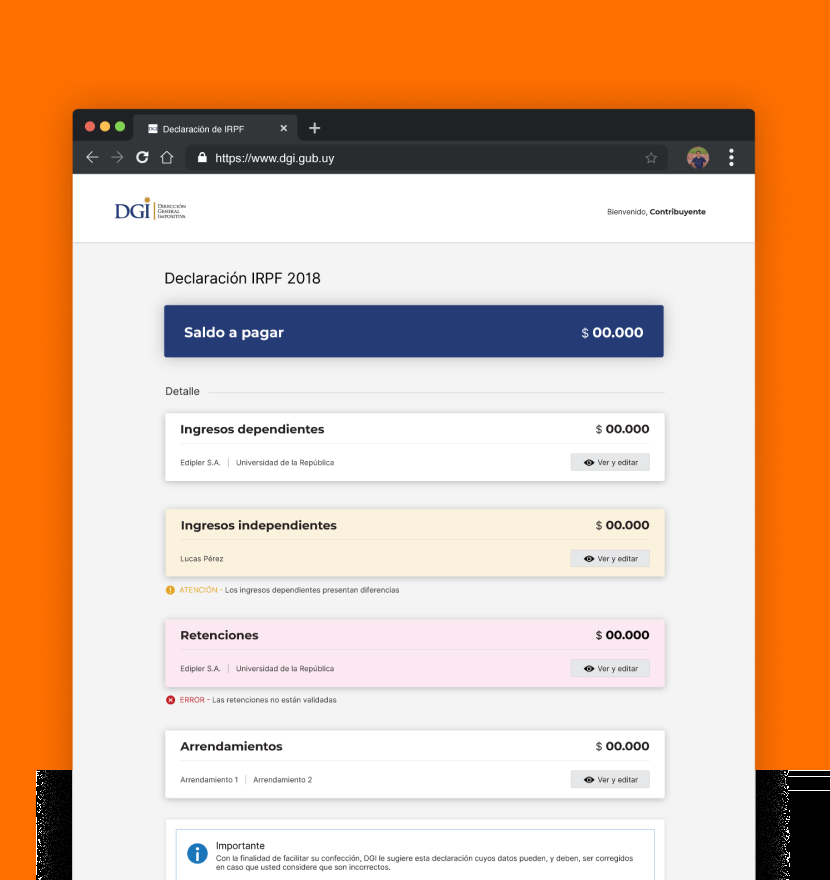 Declaración de IRPF
https://www.dgi.gub.uy
DGI
DIRECCIÓN
GENERAL
IMPOSITIVA
Bienvenido, Contribuyente
Declaración IRPF 2018
Saldo a pagar $ 00.000
Detalle
Ingresos dependientes $ 00.000
Edipler S.A. | Universidad de la República Ver y editar
Ingresos independientes $ 00.000
Lucas Pérez Ver y editar
ATENCIÓN - Los ingresos dependientes presentan diferencias
Retenciones $ 00.000
Edipler S.A. | Universidad de la República Ver y editar
ERROR - Las retenciones no están validadas
Arrendamientos $ 00.000
Arrendamiento 1 | Arrendamiento 2 Ver y editar
Importante
Con la finalidad de facilitar su confección, DGI le sugiere esta declaración cuyos datos pueden, y deben, ser corregidos
en caso que usted considere que son incorrectos.